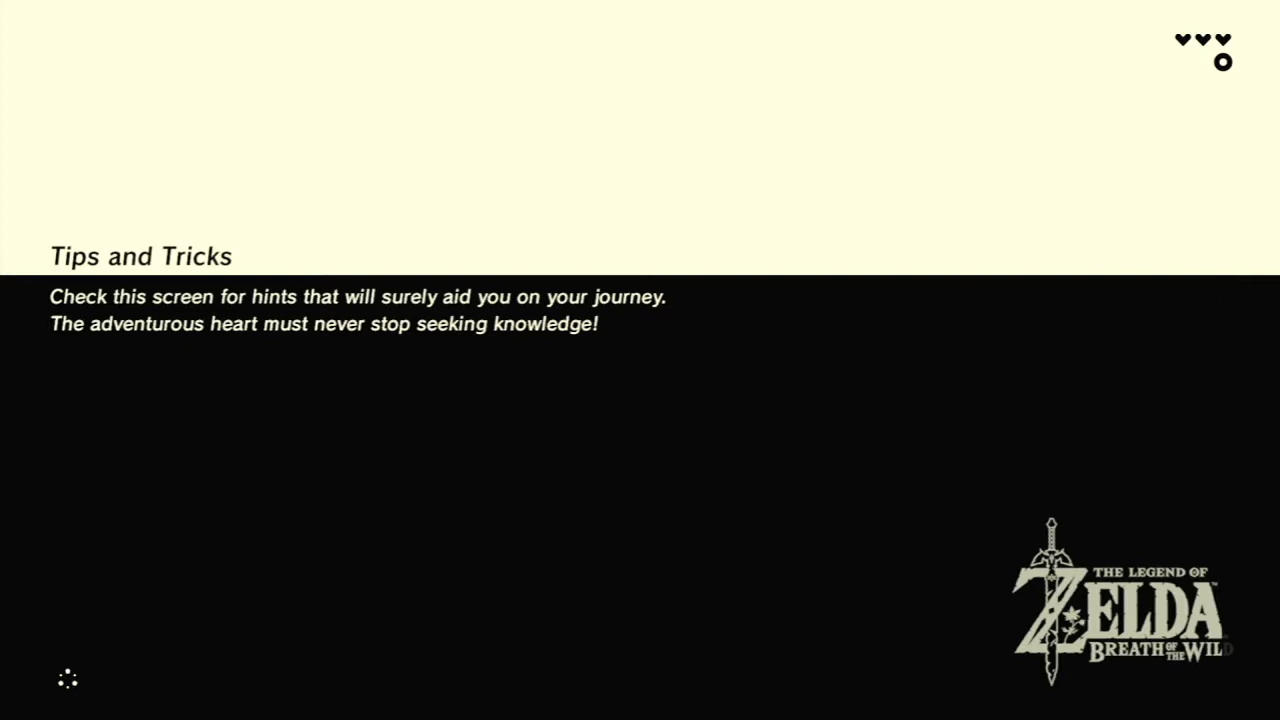 Tips and Tricks
Check this screen for hints that will surely aid you on your journey.
The adventurous heart must never stop seeking knowledge!
THE LEGEND OF
ZELDA
BREATH OF THE WILD